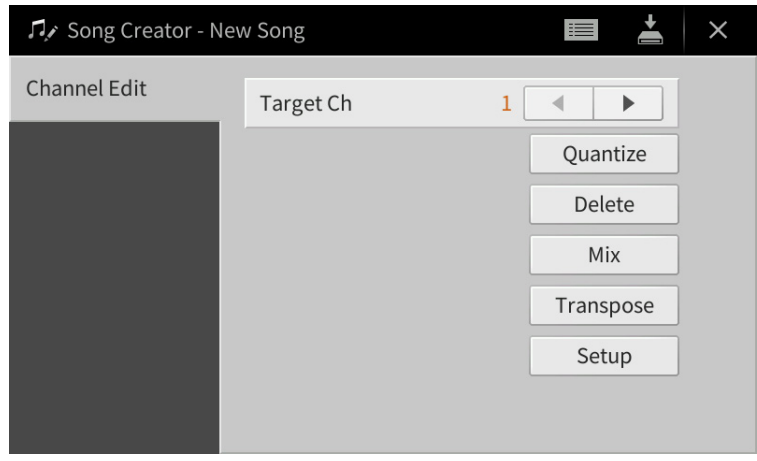 Song Creator - New Song
Channel Edit
Target Ch 1
Quantize
Delete
Mix
Transpose
Setup